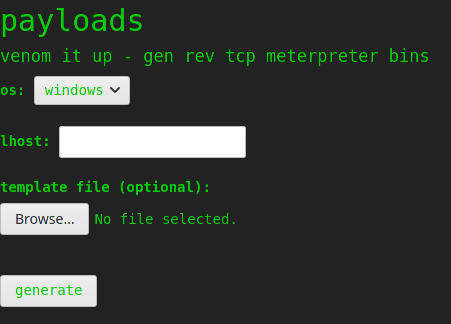 payloads
venom it up - gen rev tcp meterpreter bins
os: windows
lhost:
template file (optional):
Browse... No file selected.
generate